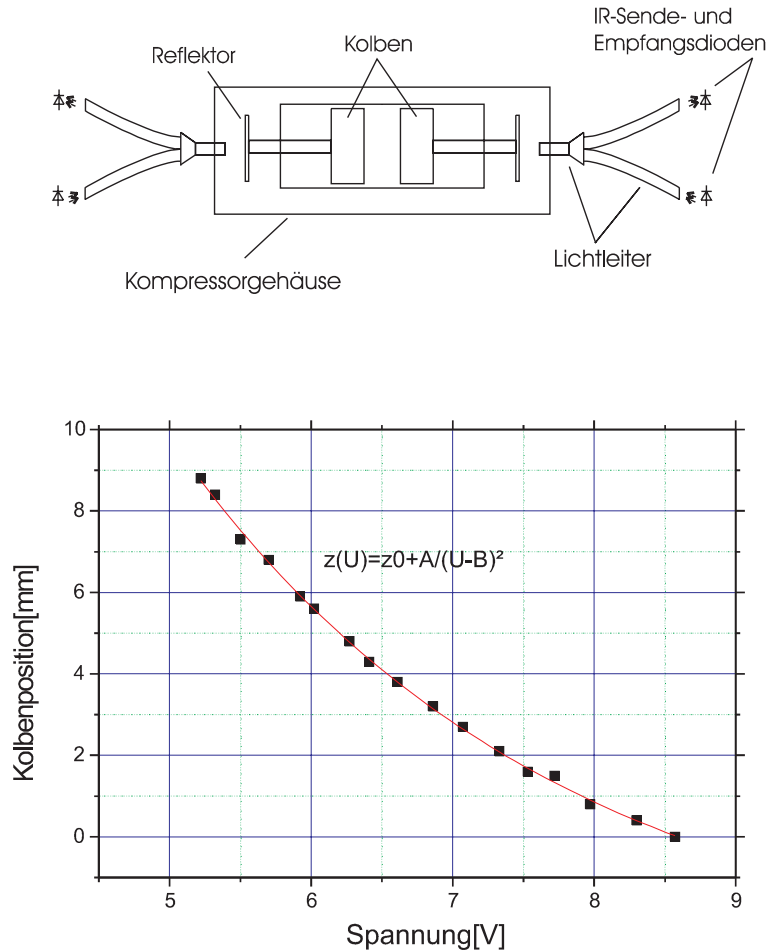 IR-Sende- und
Empfangsdioden
Kolben
Reflektor
Lichtleiter
Kompressorgehäuse
10
8
6
4
2
0
z(U)=z0+A/(U-B)²
Kolbenposition[mm]
5 6 7 8 9
Spannung[V]